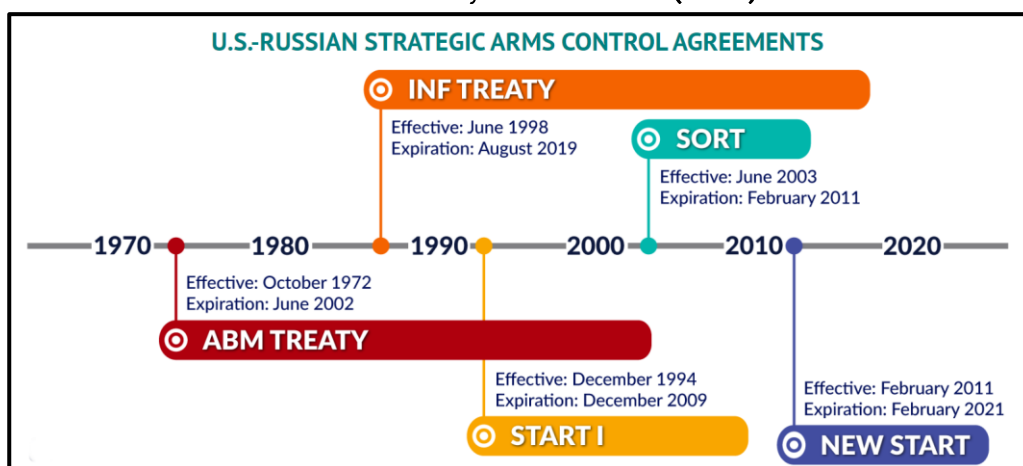 U.S.-RUSSIAN STRATEGIC ARMS CONTROL AGREEMENTS
INF TREATY
Effective: June 1998
Expiration: August 2019
SORT
Effective: June 2003
Expiration: February 2011
1970 1980 1990 2000 2010 2020
Effective: October 1972
Expiration: June 2002
ABM TREATY
Effective: December 1994
Expiration: December 2009
START I
Effective: February 2011
Expiration: February 2021
NEW START